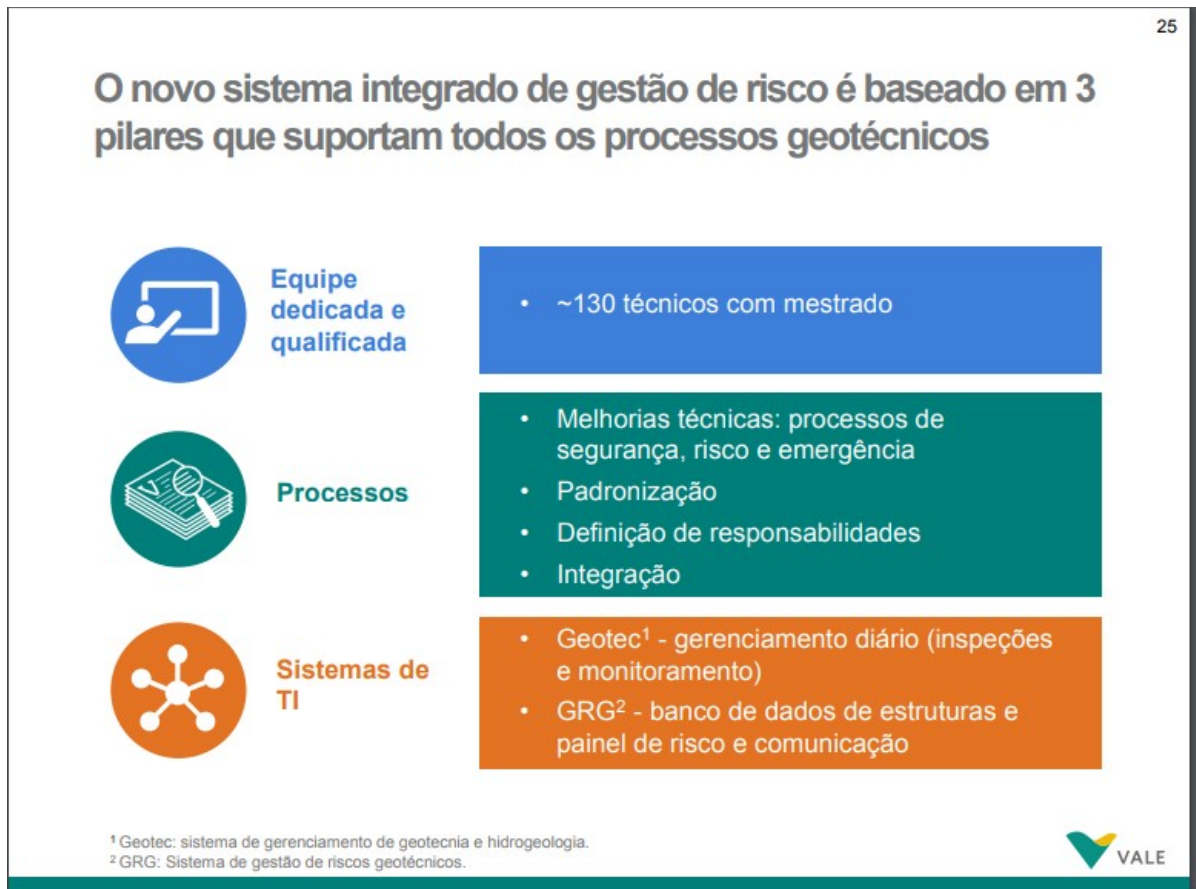 25
O novo sistema integrado de gestão de risco é baseado em 3
pilares que suportam todos os processos geotécnicos
Equipe
dedicada e
qualificada
• ~130 técnicos com mestrado
Processos
• Melhorias técnicas: processos de
segurança, risco e emergência
• Padronização
• Definição de responsabilidades
• Integração
Sistemas de
TI
• Geotec¹ - gerenciamento diário (inspeções
e monitoramento)
• GRG² - banco de dados de estruturas e
painel de risco e comunicação
¹ Geotec: sistema de gerenciamento de geotecnia e hidrogeologia.
² GRG: Sistema de gestão de riscos geotécnicos.
VALE